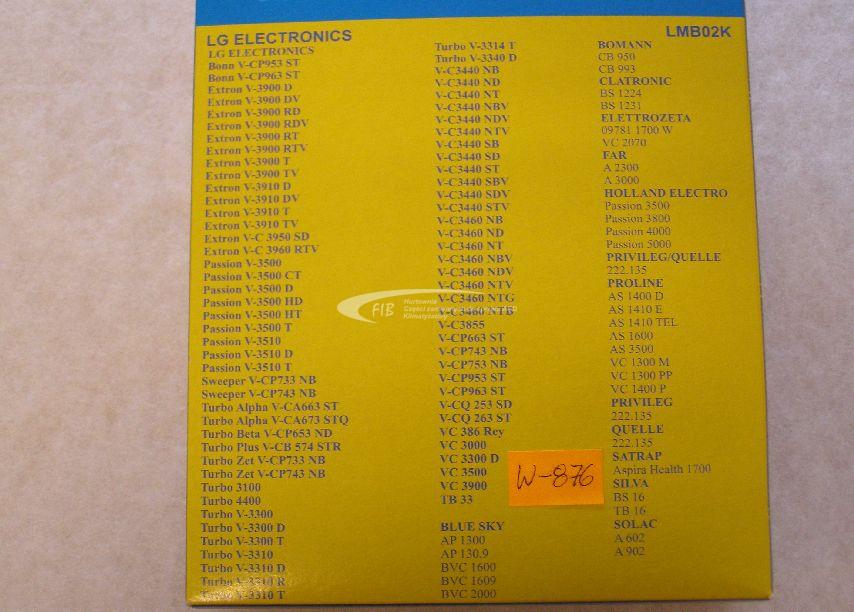 LG ELECTRONICS
LMB02K
LG ELECTRONICS
Bonn V-CP953 ST
Bonn V-CP963 ST
Extron V-3900 D
Extron V-3900 DV
Extron V-3900 RD
Extron V-3900 RDV
Extron V-3900 RT
Extron V-3900 RTV
Extron V-3900 T
Extron V-3900 TV
Extron V-3910 D
Extron V-3910 DV
Extron V-3910 T
Extron V-3910 TV
Extron V-C 3950 SD
Extron V-C 3960 RTV
Passion V-3500
Passion V-3500 CT
Passion V-3500 D
Passion V-3500 HD
Passion V-3500 HT
Passion V-3500 T
Passion V-3510
Passion V-3510 D
Passion V-3510 T
Sweeper V-CP733 NB
Sweeper V-CP743 NB
Turbo Alpha V-CA663 ST
Turbo Alpha V-CA673 STQ
Turbo Beta V-CP653 ND
Turbo Plus V-CB 574 STR
Turbo Zet V-CP733 NB
Turbo Zet V-CP743 NB
Turbo 3100
Turbo 4400
Turbo V-3300
Turbo V-3300 D
Turbo V-3300 T
Turbo V-3310
Turbo V-3310 D
Turbo V-3310 R
Turbo V-3310 T
Turbo V-3314 T
Turbo V-3340 D
V-C3440 NB
V-C3440 ND
V-C3440 NT
V-C3440 NBV
V-C3440 NDV
V-C3440 NTV
V-C3440 SB
V-C3440 SD
V-C3440 ST
V-C3440 SBV
V-C3440 SDV
V-C3440 STV
V-C3460 NB
V-C3460 ND
V-C3460 NT
V-C3460 NBV
V-C3460 NDV
V-C3460 NTV
V-C3460 NTG
V-C3460 NTB
V-C3855
V-CP663 ST
V-CP743 NB
V-CP753 NB
V-CP953 ST
V-CP963 ST
V-CQ 253 SD
V-CQ 263 ST
VC 386 Rey
VC 3000
VC 3300 D
VC 3500
VC 3900
TB 33
BLUE SKY
AP 1300
AP 130.9
BVC 1600
BVC 1609
BVC 2000
BOMANN
CB 950
CB 993
CLATRONIC
BS 1224
BS 1231
ELETTROZETA
09781 1700 W
VC 2070
FAR
A 2300
A 3000
HOLLAND ELECTRO
Passion 3500
Passion 3800
Passion 4000
Passion 5000
PRIVILEG/QUELLE
222.135
PROLINE
AS 1400 D
AS 1410 E
AS 1410 TEL
AS 1600
AS 3500
VC 1300 M
VC 1300 PP
VC 1400 P
PRIVILEG
222.135
QUELLE
222.135
SATRAP
Aspira Health 1700
SILVA
BS 16
TB 16
SOLAC
A 602
A 902
W-876
FIB
Hurtownia
Części
Klimatyzatory